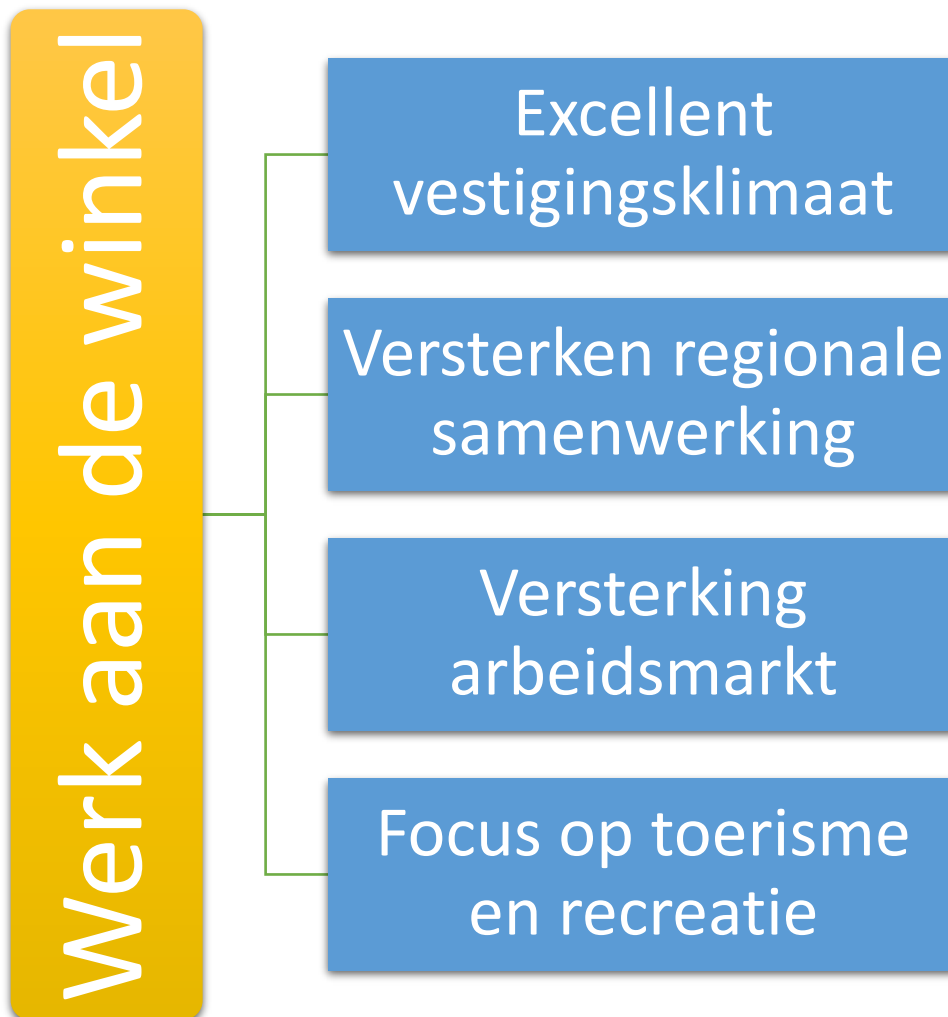 Werk aan de winkel
Excellent
vestigingsklimaat
Versterken regionale
samenwerking
Versterking
arbeidsmarkt
Focus op toerisme
en recreatie